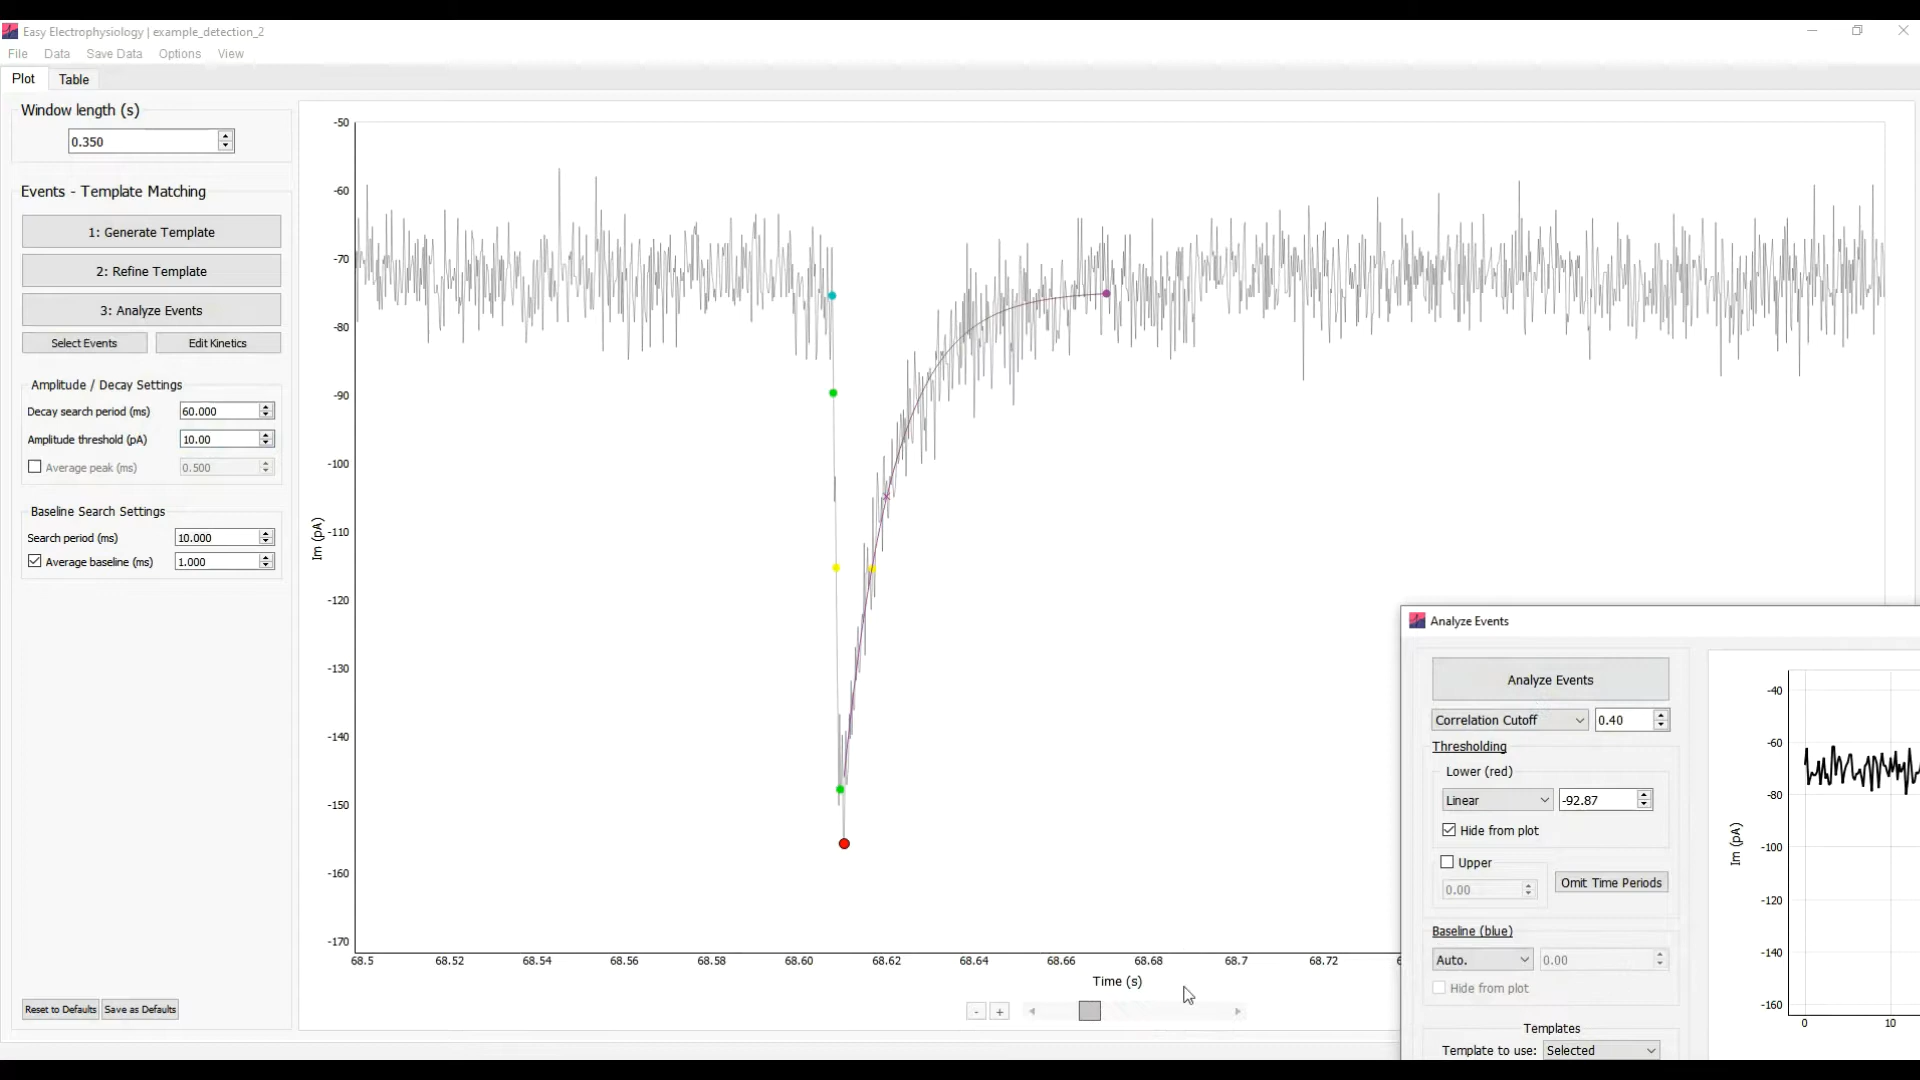 Easy Electrophysiology | example_detection_2
File Data Save Data Options View
Plot Table
Window length (s)
0.350
Events - Template Matching
1: Generate Template
2: Refine Template
3: Analyze Events
Select Events Edit Kinetics
Amplitude / Decay Settings
Decay search period (ms) 60.000
Amplitude threshold (pA) 10.00
Average peak (ms) 0.500
Baseline Search Settings
Search period (ms) 10.000
Average baseline (ms) 1.000
Reset to Defaults Save as Defaults
-50
-60
-70
-80
-90
-100
-110
-120
-130
-140
-150
-160
-170
Im (pA)
68.5 68.52 68.54 68.56 68.58 68.60 68.62 68.64 68.66 68.68 68.7 68.72
Time (s)
- +
Analyze Events
Analyze Events
Correlation Cutoff 0.40
Thresholding
Lower (red)
Linear -92.87
Hide from plot
Upper
0.00 Omit Time Periods
Baseline (blue)
Auto. 0.00
Hide from plot
Templates
Template to use: Selected
-40
-60
-80
-100
-120
-140
-160
Im (pA)
0 10